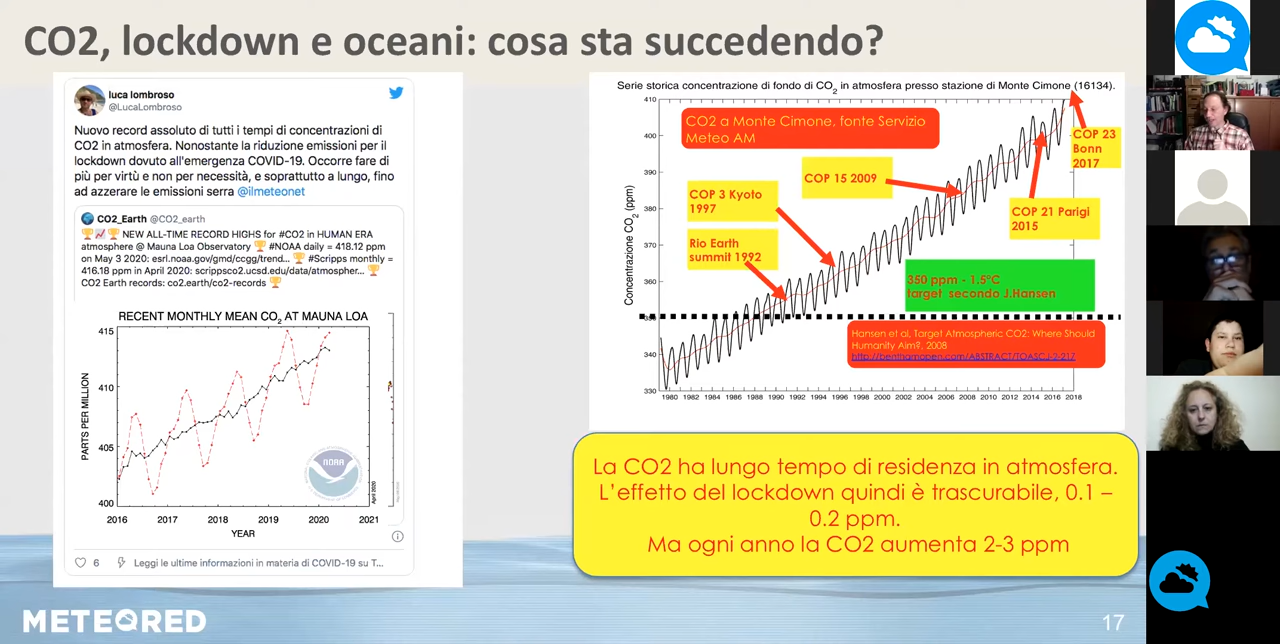 CO2, lockdown e oceani: cosa sta succedendo?
luca lombroso
@LucaLombroso
Nuovo record assoluto di tutti i tempi di concentrazioni di
CO2 in atmosfera. Nonostante la riduzione emissioni per il
lockdown dovuto all'emergenza COVID-19. Occorre fare di
più per virtù e non per necessità, e soprattutto a lungo, fino
ad azzerare le emissioni serra @ilmeteonet
CO2_Earth @CO2_earth
NEW ALL-TIME RECORD HIGHS for #CO2 in HUMAN ERA
atmosphere @ Mauna Loa Observatory #NOAA daily = 418.12 ppm
on May 3 2020: esrl.noaa.gov/gmd/ccgg/trend... #Scripps monthly =
416.18 ppm in April 2020: scrippsco2.ucsd.edu/data/atmospher...
CO2 Earth records: co2.earth/co2-records
RECENT MONTHLY MEAN CO2 AT MAUNA LOA
415
410
405
400
PARTS PER MILLION
NOAA
April 2020
2016 2017 2018 2019 2020 2021
YEAR
6
Leggi le ultime informazioni in materia di COVID-19 su T...
Serie storica concentrazione di fondo di CO2 in atmosfera presso stazione di Monte Cimone (16134).
410
400
390
380
370
360
350
340
330
Concentrazione CO2 (ppm)
CO2 a Monte Cimone, fonte Servizio
Meteo AM
COP 23
Bonn
2017
COP 15 2009
COP 3 Kyoto
1997
COP 21 Parigi
2015
Rio Earth
summit 1992
350 ppm - 1.5°C
target secondo J.Hansen
Hansen et al, Target Atmospheric CO2: Where Should
Humanity Aim?, 2008
http://benthamopen.com/ABSTRACT/TOASCJ-2-217
1980 1982 1984 1986 1988 1990 1992 1994 1996 1998 2000 2002 2004 2006 2008 2010 2012 2014 2016 2018
La CO2 ha lungo tempo di residenza in atmosfera.
L'effetto del lockdown quindi è trascurabile, 0.1 –
0.2 ppm.
Ma ogni anno la CO2 aumenta 2-3 ppm
METEORED
17